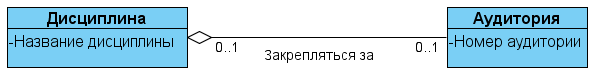 Дисциплина
-Название дисциплины
0..1
Закрепляться за
0..1
Аудитория
-Номер аудитории